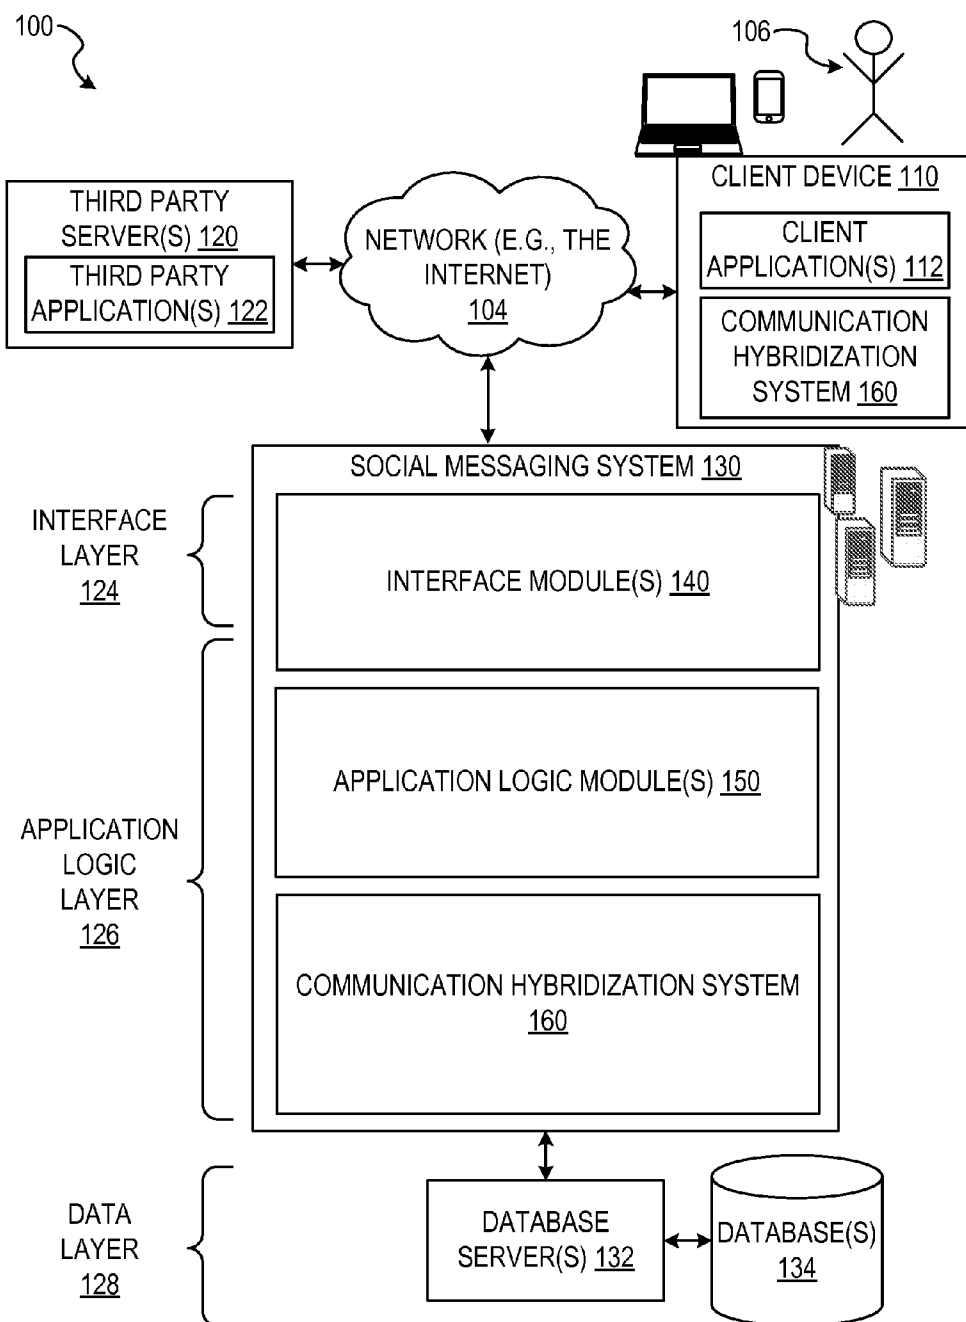 100
106
CLIENT DEVICE 110
CLIENT
APPLICATION(S) 112
COMMUNICATION
HYBRIDIZATION
SYSTEM 160
THIRD PARTY
SERVER(S) 120
THIRD PARTY
APPLICATION(S) 122
NETWORK (E.G., THE
INTERNET)
104
SOCIAL MESSAGING SYSTEM 130
INTERFACE
LAYER
124
INTERFACE MODULE(S) 140
APPLICATION LOGIC MODULE(S) 150
APPLICATION
LOGIC
LAYER
126
COMMUNICATION HYBRIDIZATION SYSTEM
160
DATA
LAYER
128
DATABASE
SERVER(S) 132
DATABASE(S)
134